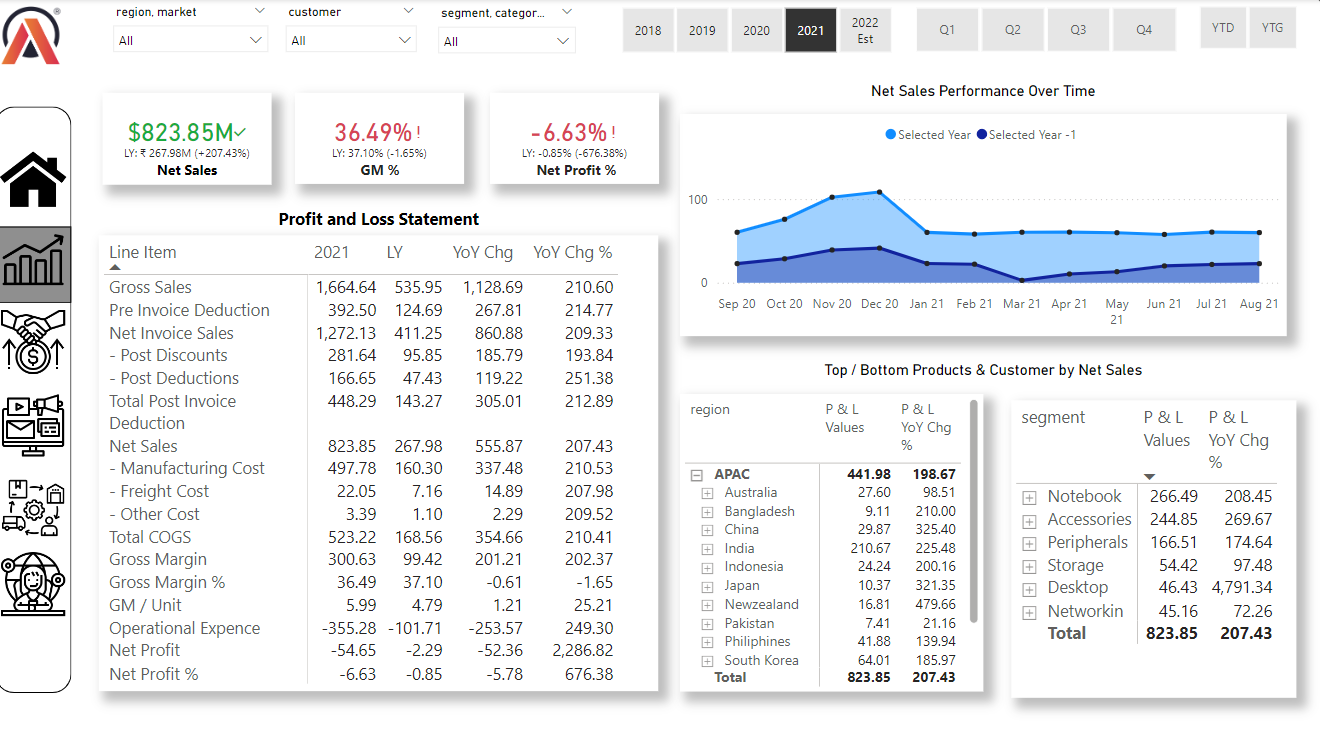 region, market
customer
segment, categor...
All
All
All
2018
2019
2020
2021
2022
Est
Q1
Q2
Q3
Q4
YTD
YTG
$823.85M
LY: ₹ 267.98M (+207.43%)
Net Sales
36.49%!
LY: 37.10% (-1.65%)
GM %
-6.63%!
LY: -0.85% (-676.38%)
Net Profit %
Profit and Loss Statement
Line Item 2021 LY YoY Chg YoY Chg %
Gross Sales 1,664.64 535.95 1,128.69 210.60
Pre Invoice Deduction 392.50 124.69 267.81 214.77
Net Invoice Sales 1,272.13 411.25 860.88 209.33
- Post Discounts 281.64 95.85 185.79 193.84
- Post Deductions 166.65 47.43 119.22 251.38
Total Post Invoice 448.29 143.27 305.01 212.89
Deduction
Net Sales 823.85 267.98 555.87 207.43
- Manufacturing Cost 497.78 160.30 337.48 210.53
- Freight Cost 22.05 7.16 14.89 207.98
- Other Cost 3.39 1.10 2.29 209.52
Total COGS 523.22 168.56 354.66 210.41
Gross Margin 300.63 99.42 201.21 202.37
Gross Margin % 36.49 37.10 -0.61 -1.65
GM / Unit 5.99 4.79 1.21 25.21
Operational Expence -355.28 -101.71 -253.57 249.30
Net Profit -54.65 -2.29 -52.36 2,286.82
Net Profit % -6.63 -0.85 -5.78 676.38
Net Sales Performance Over Time
Selected Year Selected Year -1
100
0
Sep 20 Oct 20 Nov 20 Dec 20 Jan 21 Feb 21 Mar 21 Apr 21 May Jun 21 Jul 21 Aug 21
21
Top / Bottom Products & Customer by Net Sales
region P & L P & L
Values YoY Chg
%
APAC 441.98 198.67
Australia 27.60 98.51
Bangladesh 9.11 210.00
China 29.87 325.40
India 210.67 225.48
Indonesia 24.24 200.16
Japan 10.37 321.35
Newzealand 16.81 479.66
Pakistan 7.41 21.16
Philiphines 41.88 139.94
South Korea 64.01 185.97
Total 823.85 207.43
segment P & L P & L
Values YoY Chg
%
Notebook 266.49 208.45
Accessories 244.85 269.67
Peripherals 166.51 174.64
Storage 54.42 97.48
Desktop 46.43 4,791.34
Networkin 45.16 72.26
Total 823.85 207.43